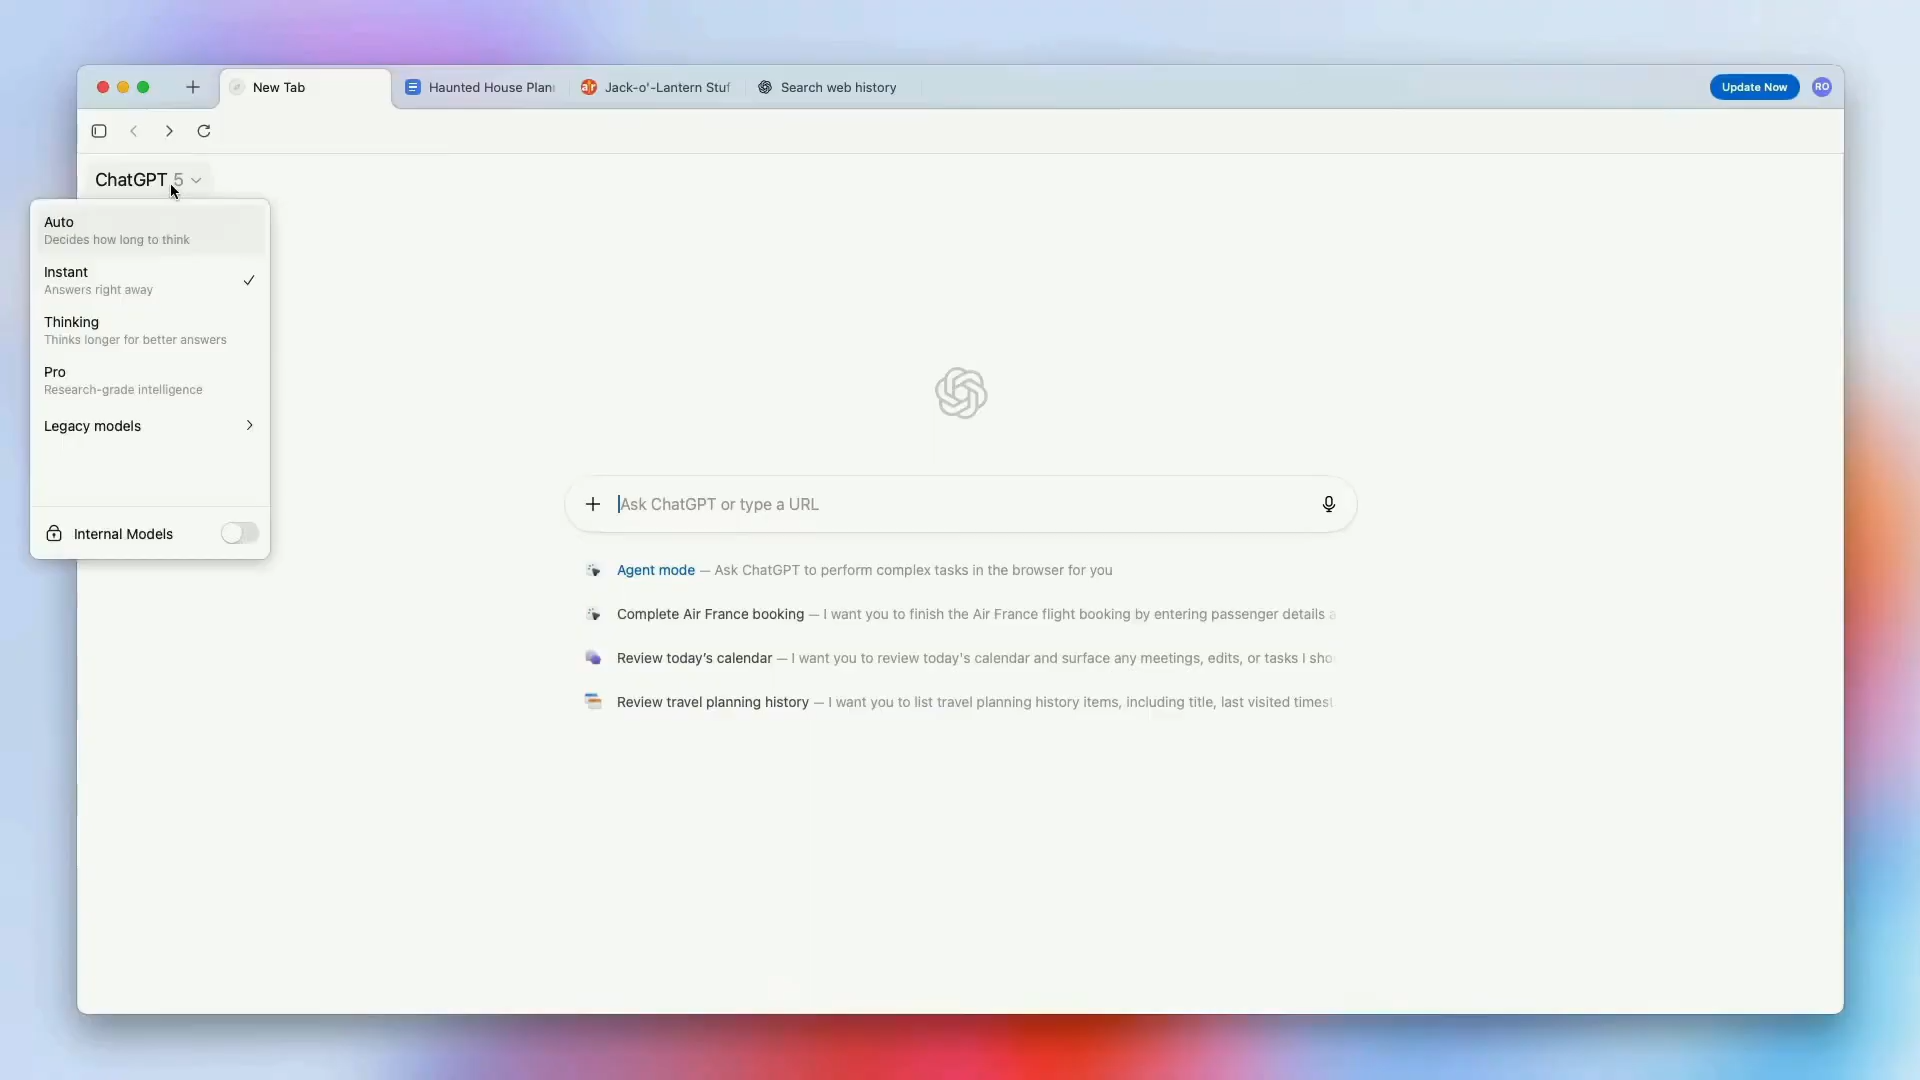 New Tab
Haunted House Plan
Jack-o'-Lantern Stuf
Search web history
Update Now
RO
ChatGPT 5
Auto
Decides how long to think
Instant
Answers right away
Thinking
Thinks longer for better answers
Pro
Research-grade intelligence
Legacy models
Internal Models
Ask ChatGPT or type a URL
Agent mode — Ask ChatGPT to perform complex tasks in the browser for you
Complete Air France booking — I want you to finish the Air France flight booking by entering passenger details a
Review today's calendar — I want you to review today's calendar and surface any meetings, edits, or tasks I sho
Review travel planning history — I want you to list travel planning history items, including title, last visited times